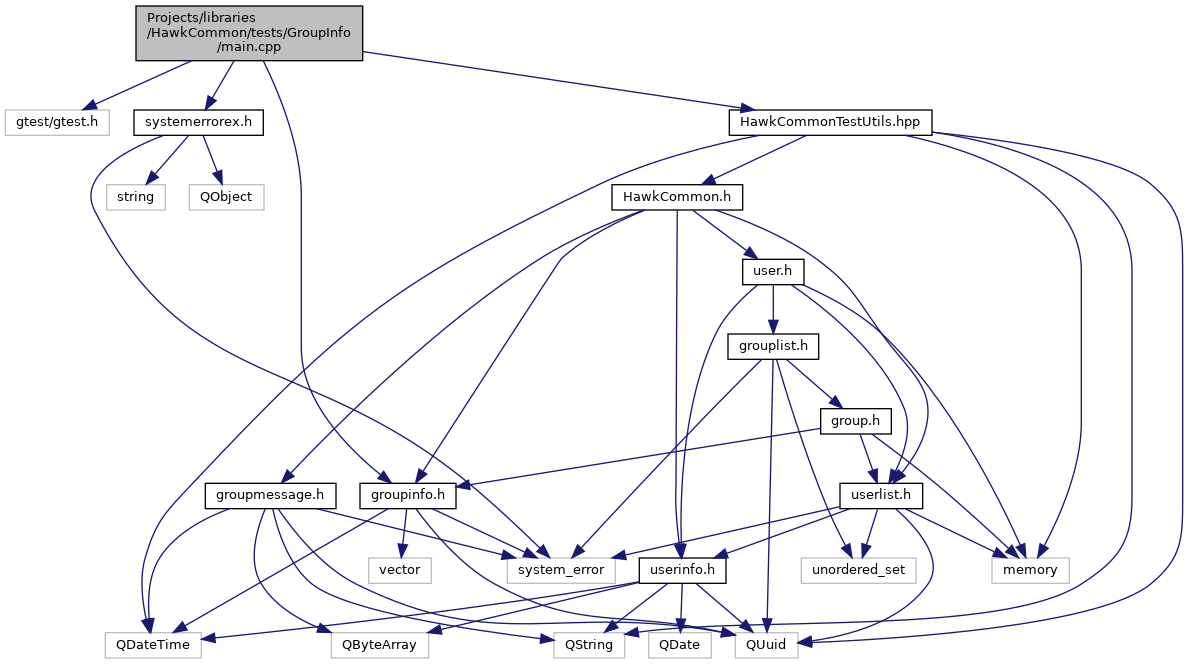 Projects/libraries
/HawkCommon/tests/GroupInfo
/main.cpp
gtest/gtest.h
systemerrorex.h
HawkCommonTestUtils.hpp
string
QObject
HawkCommon.h
user.h
grouplist.h
group.h
groupmessage.h
groupinfo.h
userlist.h
vector
system_error
userinfo.h
unordered_set
memory
QDateTime
QByteArray
QString
QDate
QUuid